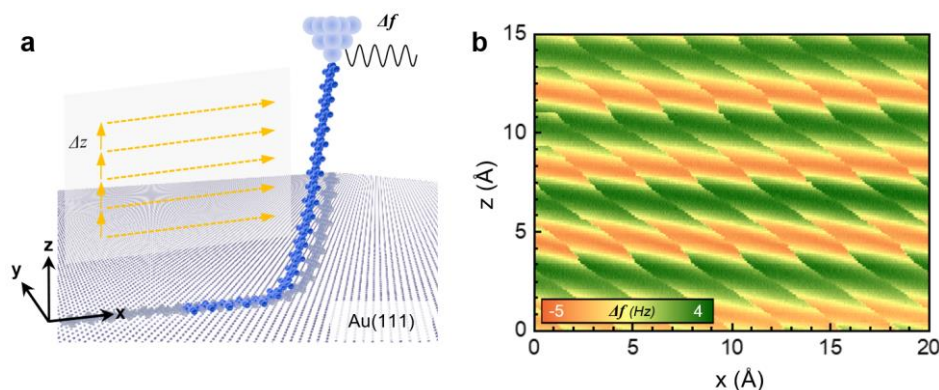 a
Δf
Δz
z
y
x
Au(111)
b
15
10
5
0
z (Å)
-5 Δf (Hz) 4
0 5 10 15 20
x (Å)